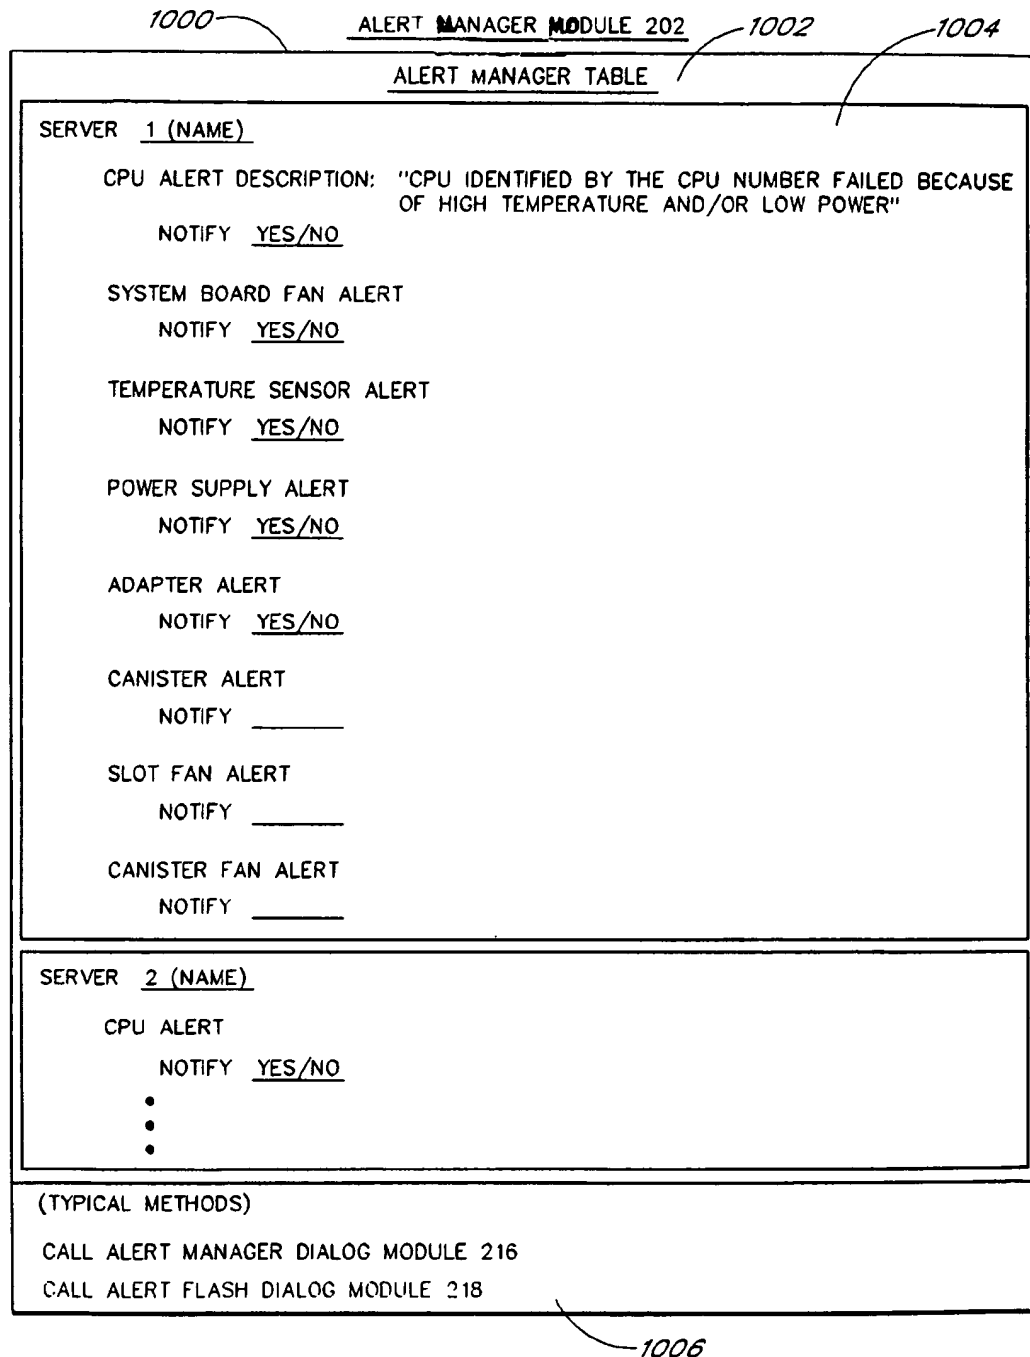 1000 ALERT MANAGER MODULE 202 1002 1004
ALERT MANAGER TABLE
SERVER 1 (NAME)
CPU ALERT DESCRIPTION: "CPU IDENTIFIED BY THE CPU NUMBER FAILED BECAUSE
OF HIGH TEMPERATURE AND/OR LOW POWER"
NOTIFY YES/NO
SYSTEM BOARD FAN ALERT
NOTIFY YES/NO
TEMPERATURE SENSOR ALERT
NOTIFY YES/NO
POWER SUPPLY ALERT
NOTIFY YES/NO
ADAPTER ALERT
NOTIFY YES/NO
CANISTER ALERT
NOTIFY ______
SLOT FAN ALERT
NOTIFY ______
CANISTER FAN ALERT
NOTIFY ______
SERVER 2 (NAME)
CPU ALERT
NOTIFY YES/NO
(TYPICAL METHODS)
CALL ALERT MANAGER DIALOG MODULE 216
CALL ALERT FLASH DIALOG MODULE 218
1006